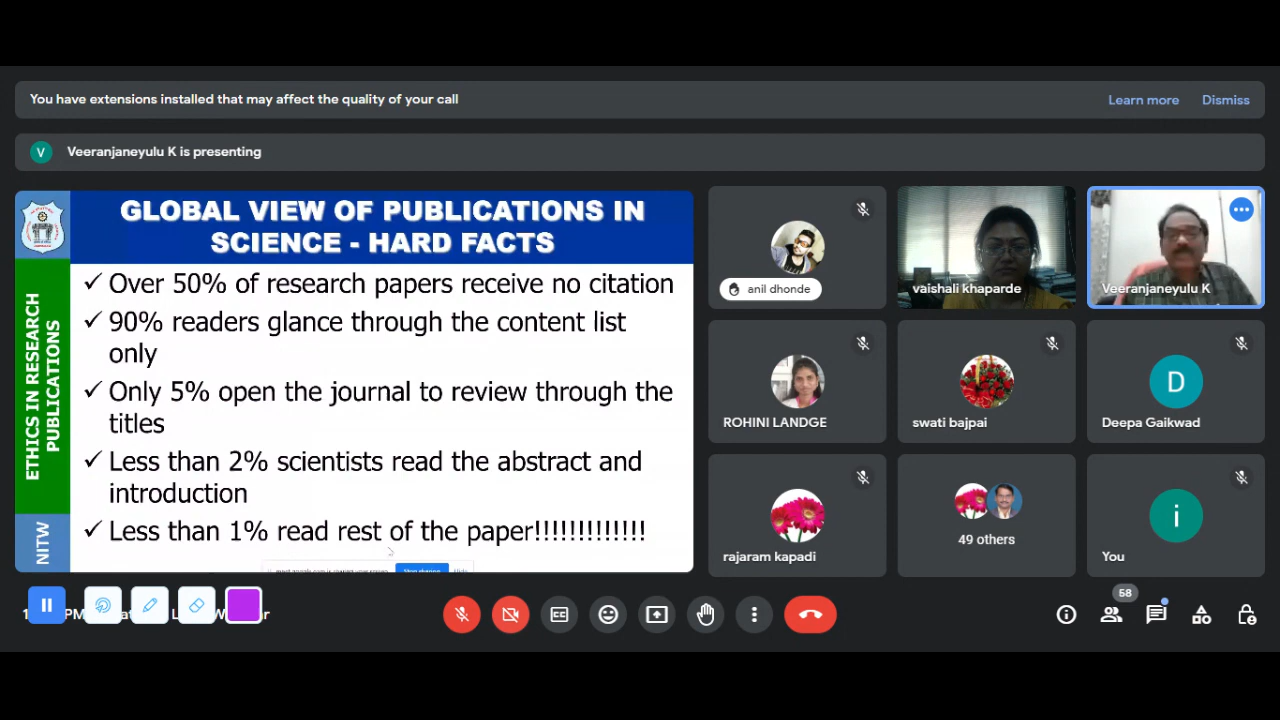 You have extensions installed that may affect the quality of your call
Learn more
Dismiss
V
Veeranjaneyulu K is presenting
GLOBAL VIEW OF PUBLICATIONS IN
SCIENCE - HARD FACTS
ETHICS IN RESEARCH
PUBLICATIONS
NITW
✓ Over 50% of research papers receive no citation
✓ 90% readers glance through the content list
only
✓ Only 5% open the journal to review through the
titles
✓ Less than 2% scientists read the abstract and
introduction
✓ Less than 1% read rest of the paper!!!!!!!!!!!!!
Stop sharing
Hide
anil dhonde
vaishali khaparde
Veeranjaneyulu K
ROHINI LANDGE
swati bajpai
D
Deepa Gaikwad
rajaram kapadi
49 others
i
You
58